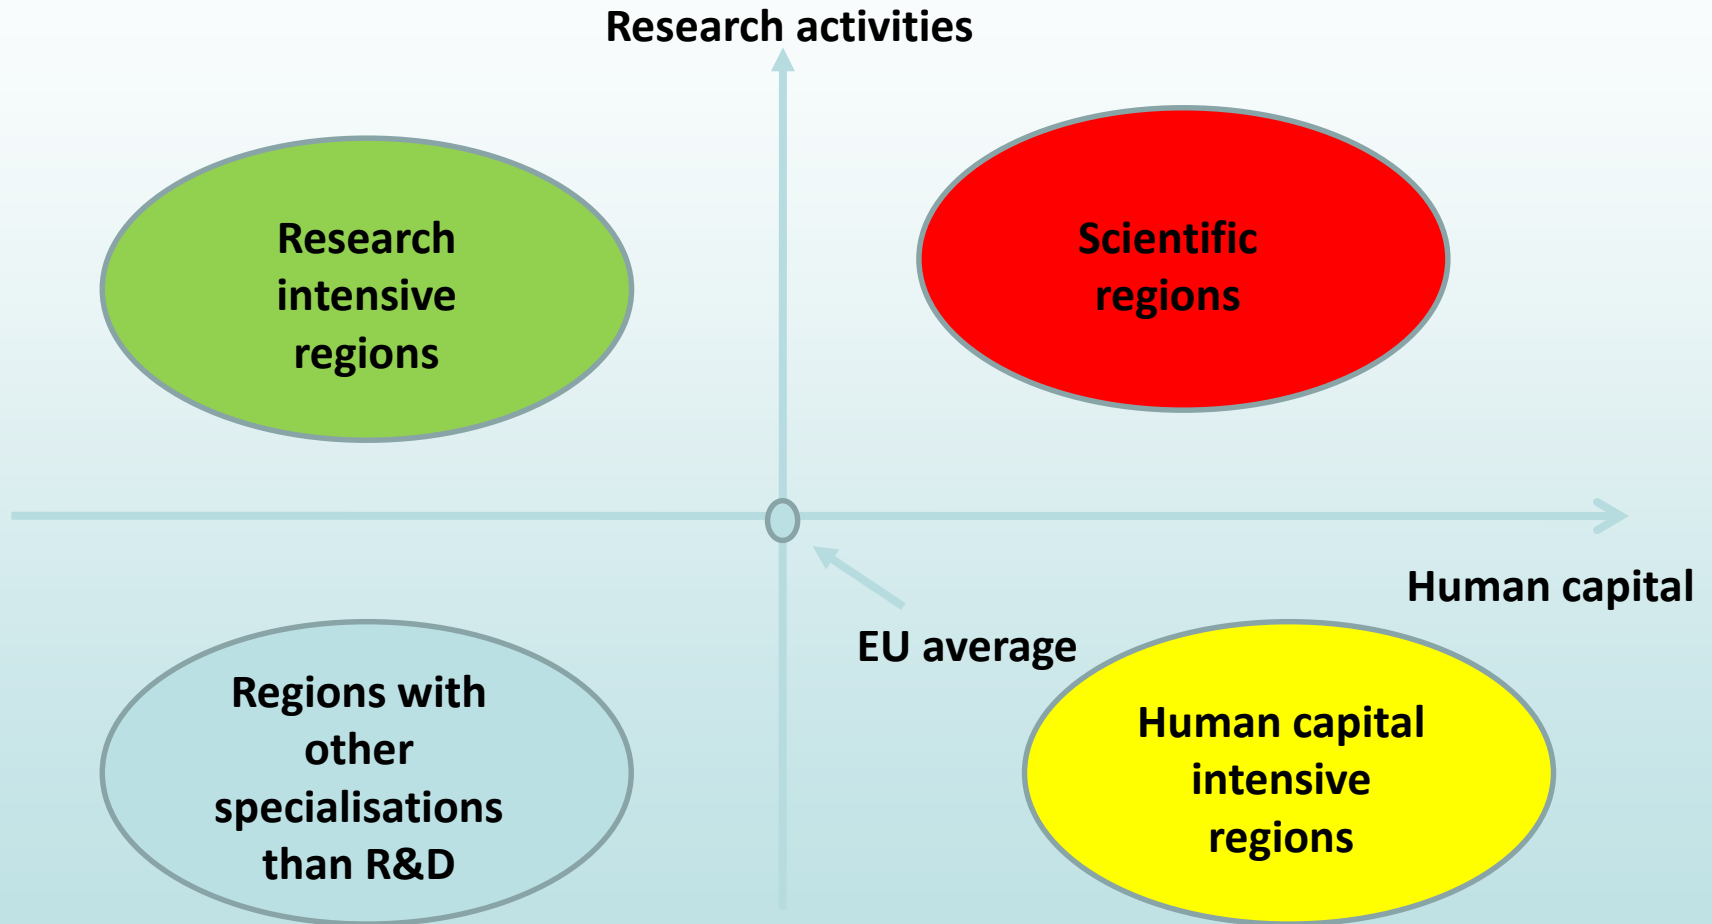 Research activities
Research
intensive
regions
Scientific
regions
Human capital
EU average
Regions with
other
specialisations
than R&D
Human capital
intensive
regions